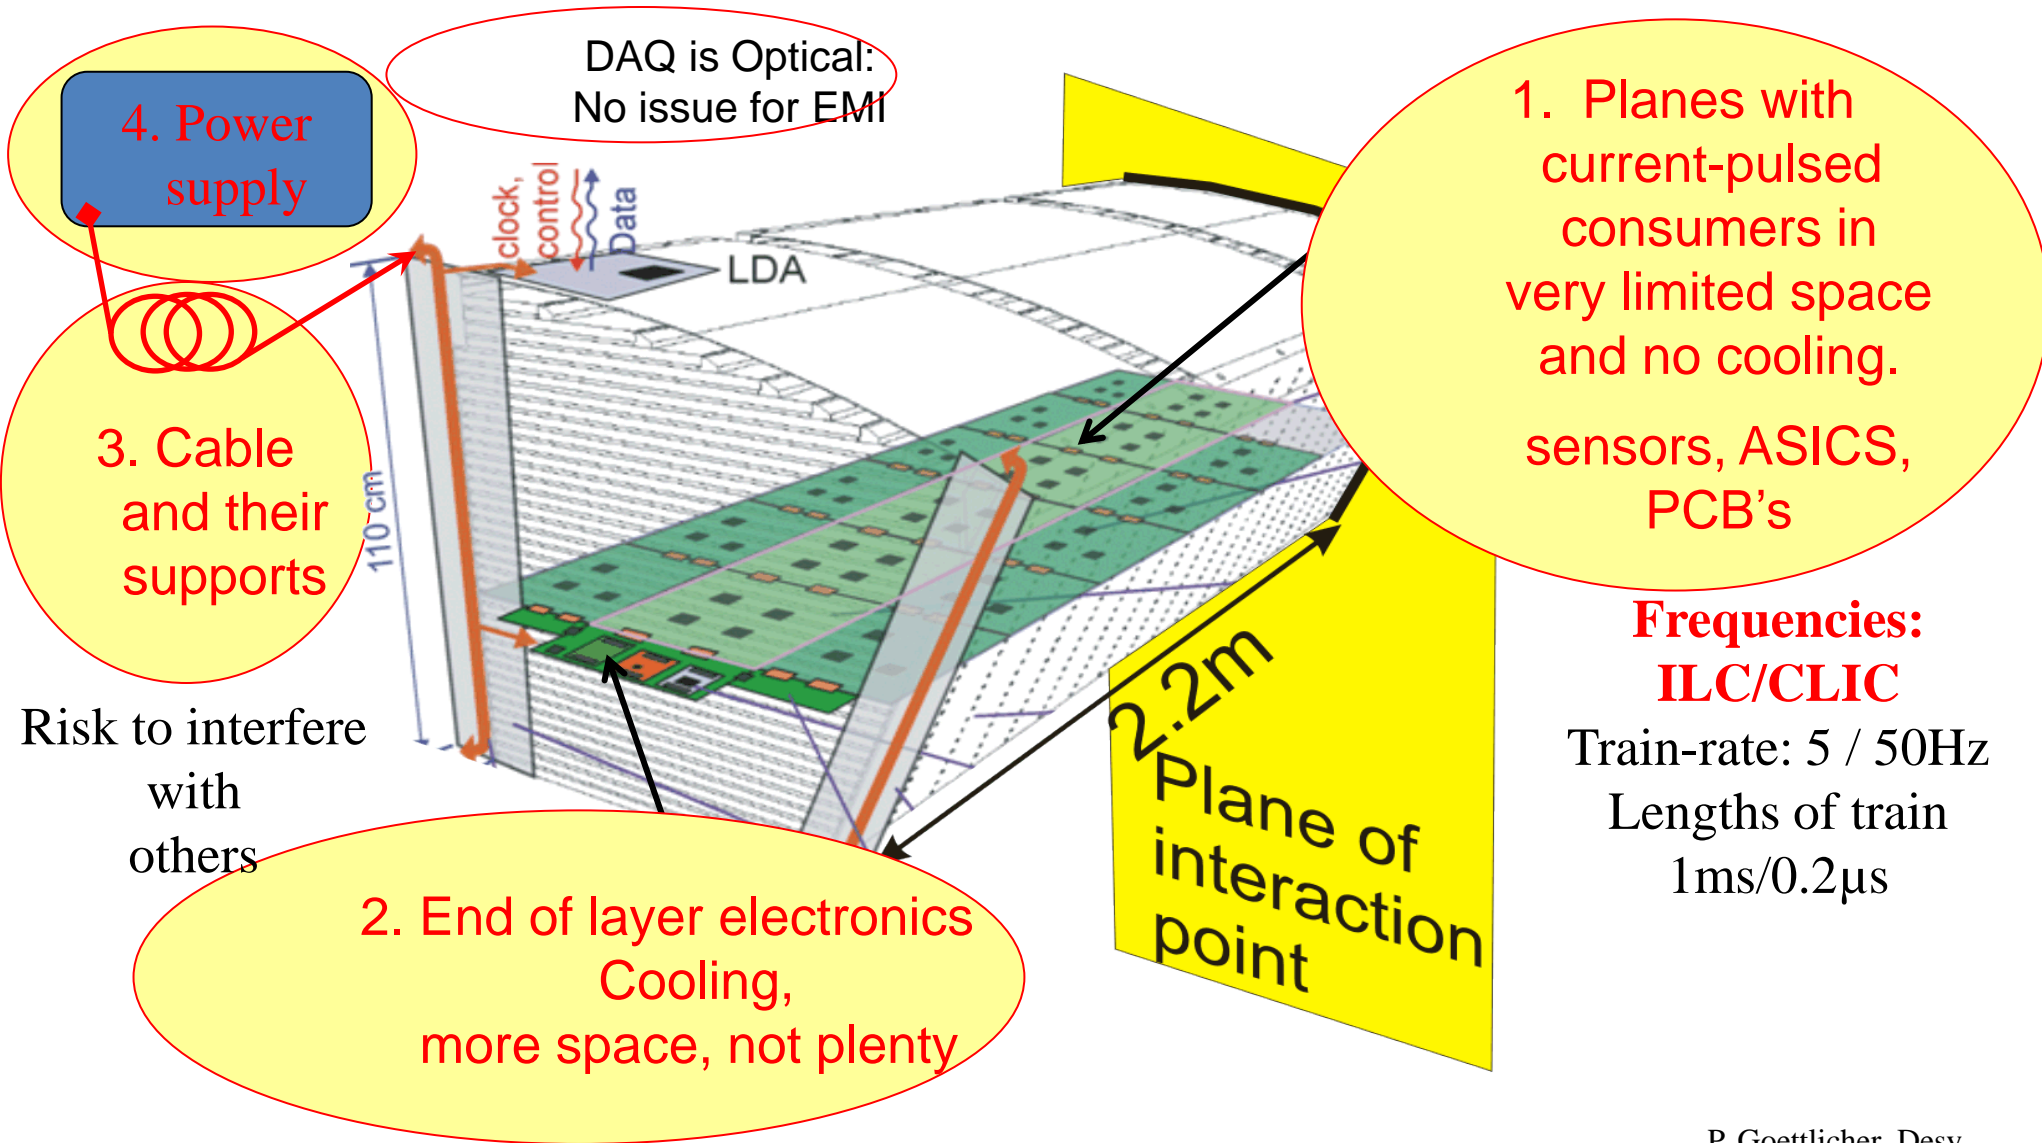 DAQ is Optical:
No issue for EMI
4. Power
supply
clock,
control
Data
LDA
1. Planes with
current-pulsed
consumers in
very limited space
and no cooling.
sensors, ASICS,
PCB’s
3. Cable
and their
supports
110 cm
Risk to interfere
with
others
2. End of layer electronics
Cooling,
more space, not plenty
2.2m
Plane of
interaction
point
Frequencies:
ILC/CLIC
Train-rate: 5 / 50Hz
Lengths of train
1ms/0.2µs
P. Goettlicher, Desy